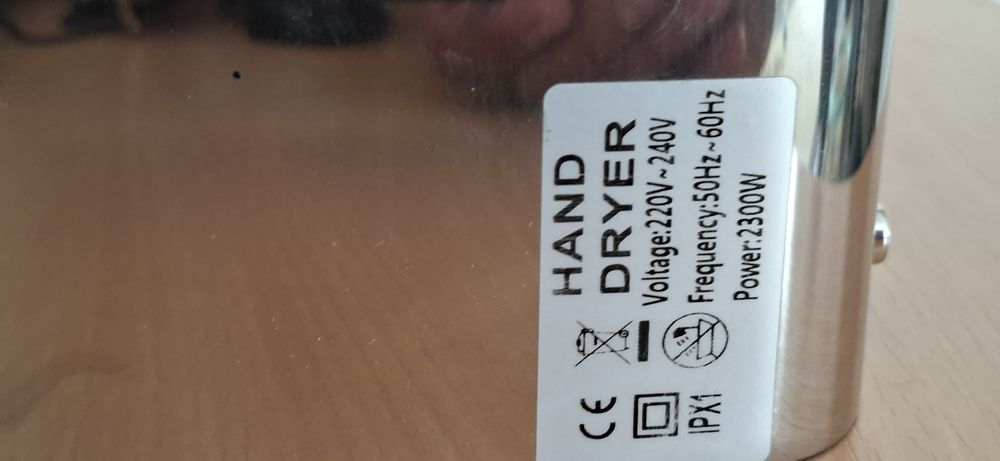 HAND
DRYER
Voltage:220V~240V
Frequency:50Hz~60Hz
Power:2300W
CE
IPX1